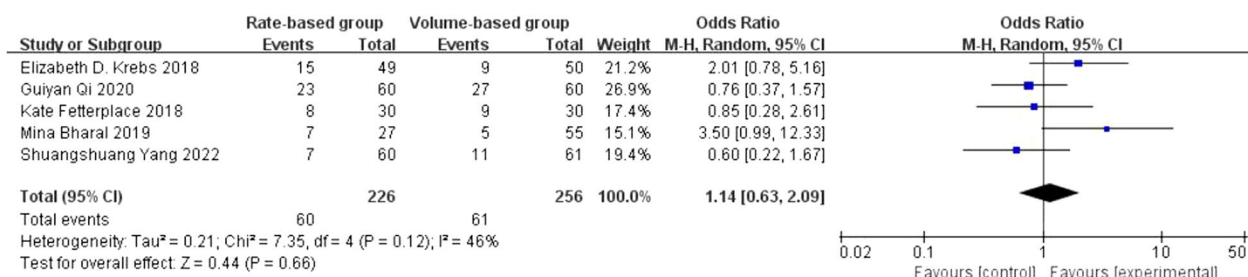 Rate-based group Volume-based group Odds Ratio Odds Ratio
Study or Subgroup Events Total Events Total Weight M-H, Random, 95% CI M-H, Random, 95% CI
Elizabeth D. Krebs 2018 15 49 9 50 21.2% 2.01 [0.78, 5.16]
Guiyan Qi 2020 23 60 27 60 26.9% 0.76 [0.37, 1.57]
Kate Fetterplace 2018 8 30 9 30 17.4% 0.85 [0.28, 2.61]
Mina Bharal 2019 7 27 5 55 15.1% 3.50 [0.99, 12.33]
Shuangshuang Yang 2022 7 60 11 61 19.4% 0.60 [0.22, 1.67]
Total (95% CI) 226 256 100.0% 1.14 [0.63, 2.09]
Total events 60 61
Heterogeneity: Tau² = 0.21; Chi² = 7.35, df = 4 (P = 0.12); I² = 46%
Test for overall effect: Z = 0.44 (P = 0.66)
0.02 0.1 1 10 50
Favours [control] Favours [experimental]